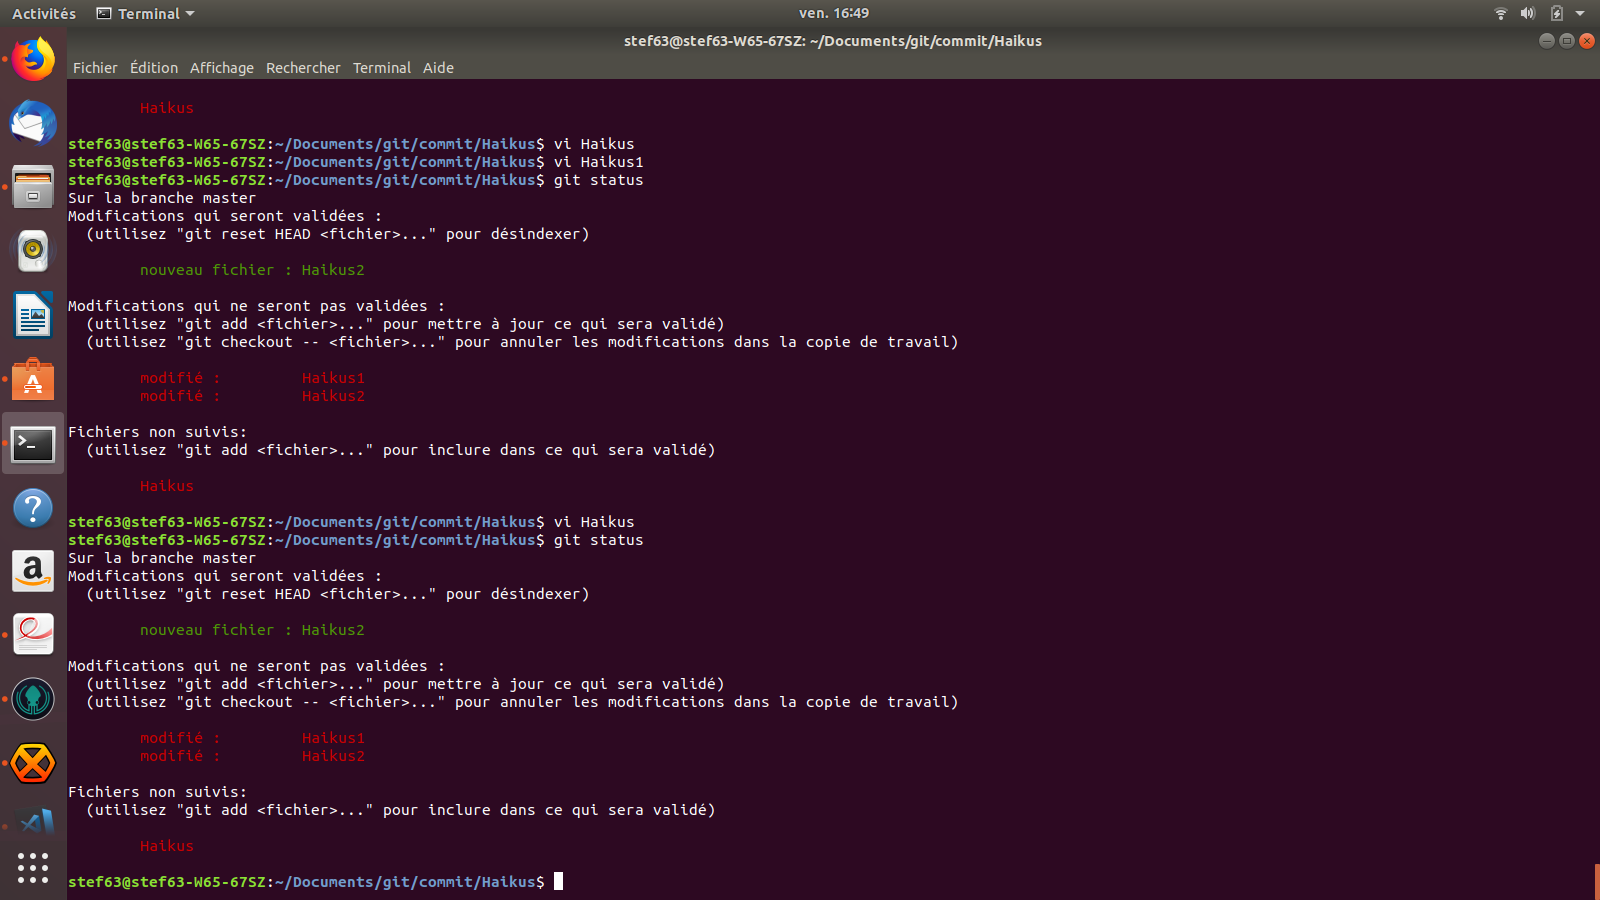 Activités Terminal ven. 16:49
stef63@stef63-W65-67SZ: ~/Documents/git/commit/Haikus
Fichier Édition Affichage Rechercher Terminal Aide
Haikus
stef63@stef63-W65-67SZ:~/Documents/git/commit/Haikus$ vi Haikus
stef63@stef63-W65-67SZ:~/Documents/git/commit/Haikus$ vi Haikus1
stef63@stef63-W65-67SZ:~/Documents/git/commit/Haikus$ git status
Sur la branche master
Modifications qui seront validées :
(utilisez "git reset HEAD <fichier>..." pour désindexer)
nouveau fichier : Haikus2
Modifications qui ne seront pas validées :
(utilisez "git add <fichier>..." pour mettre à jour ce qui sera validé)
(utilisez "git checkout -- <fichier>..." pour annuler les modifications dans la copie de travail)
modifié : Haikus1
modifié : Haikus2
Fichiers non suivis:
(utilisez "git add <fichier>..." pour inclure dans ce qui sera validé)
Haikus
stef63@stef63-W65-67SZ:~/Documents/git/commit/Haikus$ vi Haikus
stef63@stef63-W65-67SZ:~/Documents/git/commit/Haikus$ git status
Sur la branche master
Modifications qui seront validées :
(utilisez "git reset HEAD <fichier>..." pour désindexer)
nouveau fichier : Haikus2
Modifications qui ne seront pas validées :
(utilisez "git add <fichier>..." pour mettre à jour ce qui sera validé)
(utilisez "git checkout -- <fichier>..." pour annuler les modifications dans la copie de travail)
modifié : Haikus1
modifié : Haikus2
Fichiers non suivis:
(utilisez "git add <fichier>..." pour inclure dans ce qui sera validé)
Haikus
stef63@stef63-W65-67SZ:~/Documents/git/commit/Haikus$